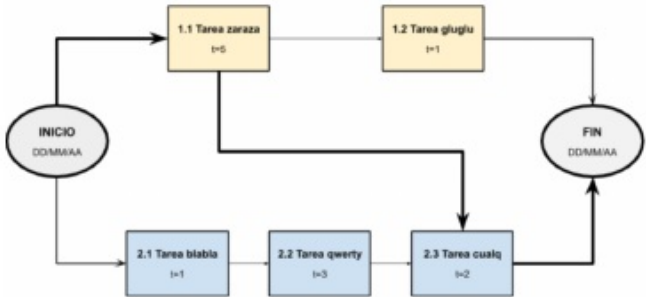 1.1 Tarea zaraza
t=5
1.2 Tarea gluglu
t=1
INICIO
DD/MM/AA
FIN
DD/MM/AA
2.1 Tarea blabla
t=1
2.2 Tarea qwerty
t=3
2.3 Tarea cualq
t=2